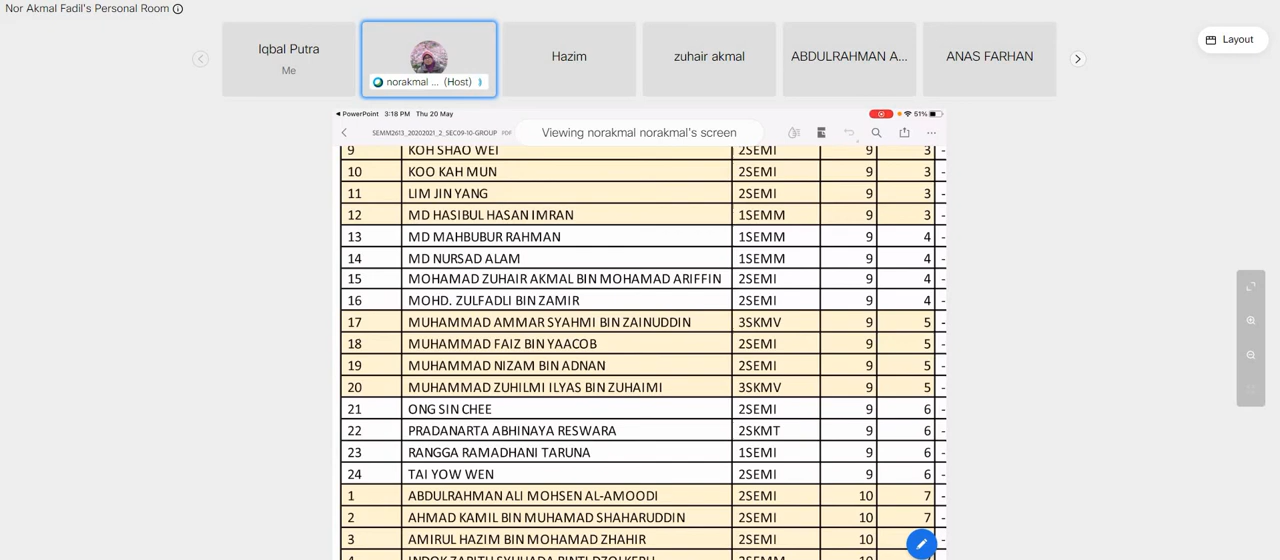 Nor Akmal Fadil's Personal Room
Iqbal Putra
Me
norakmal ... (Host)
Hazim
zuhair akmal
ABDULRAHMAN A...
ANAS FARHAN
Layout
PowerPoint 3:18 PM Thu 20 May
51%
SEMM2613_20202021_2_SEC09-10-GROUP PDF
Viewing norakmal norakmal's screen
9 KOH SHAO WEI 2SEMI 9 3 -
10 KOO KAH MUN 2SEMI 9 3 -
11 LIM JIN YANG 2SEMI 9 3 -
12 MD HASIBUL HASAN IMRAN 1SEMM 9 3 -
13 MD MAHBUBUR RAHMAN 1SEMM 9 4 -
14 MD NURSAD ALAM 1SEMM 9 4 -
15 MOHAMAD ZUHAIR AKMAL BIN MOHAMAD ARIFFIN 2SEMI 9 4 -
16 MOHD. ZULFADLI BIN ZAMIR 2SEMI 9 4 -
17 MUHAMMAD AMMAR SYAHMI BIN ZAINUDDIN 3SKMV 9 5 -
18 MUHAMMAD FAIZ BIN YAACOB 2SEMI 9 5 -
19 MUHAMMAD NIZAM BIN ADNAN 2SEMI 9 5 -
20 MUHAMMAD ZUHILMI ILYAS BIN ZUHAIMI 3SKMV 9 5 -
21 ONG SIN CHEE 2SEMI 9 6 -
22 PRADANARTA ABHINAYA RESWARA 2SKMT 9 6 -
23 RANGGA RAMADHANI TARUNA 1SEMI 9 6 -
24 TAI YOW WEN 2SEMI 9 6 -
1 ABDULRAHMAN ALI MOHSEN AL-AMOODI 2SEMI 10 7 -
2 AHMAD KAMIL BIN MUHAMAD SHAHARUDDIN 2SEMI 10 7 -
3 AMIRUL HAZIM BIN MOHAMAD ZHAHIR 2SEMI 10 -